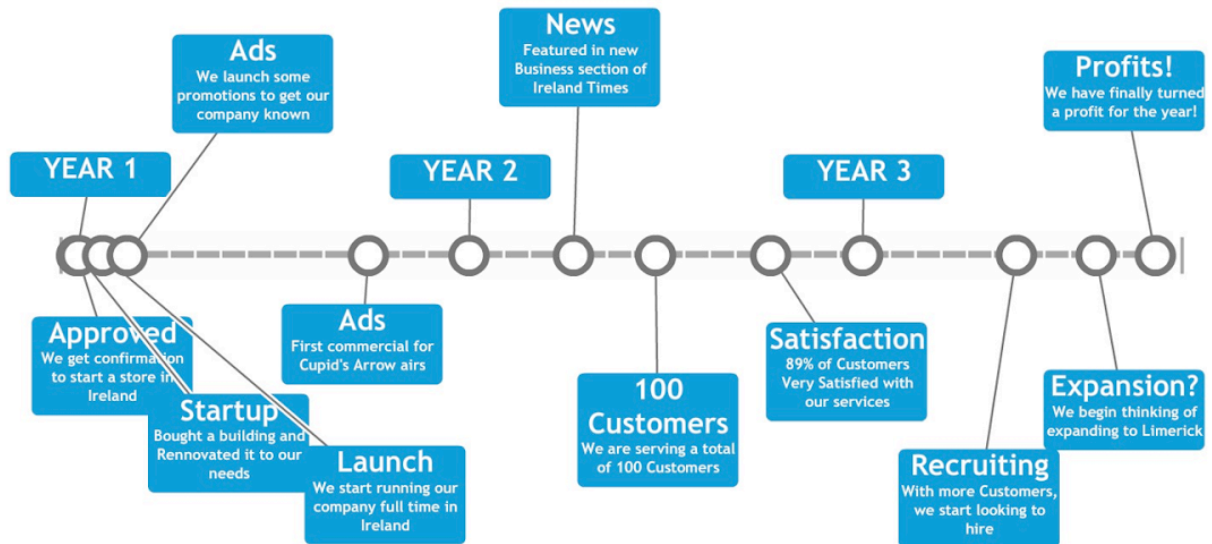 YEAR 1
Ads
We launch some
promotions to get our
company known
Approved
We get confirmation
to start a store in
Ireland
Startup
Bought a building and
Rennovated it to our
needs
Launch
We start running our
company full time in
Ireland
Ads
First commercial for
Cupid's Arrow airs
YEAR 2
News
Featured in new
Business section of
Ireland Times
100
Customers
We are serving a total
of 100 Customers
Satisfaction
89% of Customers
Very Satisfied with
our services
YEAR 3
Recruiting
With more Customers,
we start looking to
hire
Expansion?
We begin thinking of
expanding to Limerick
Profits!
We have finally turned
a profit for the year!